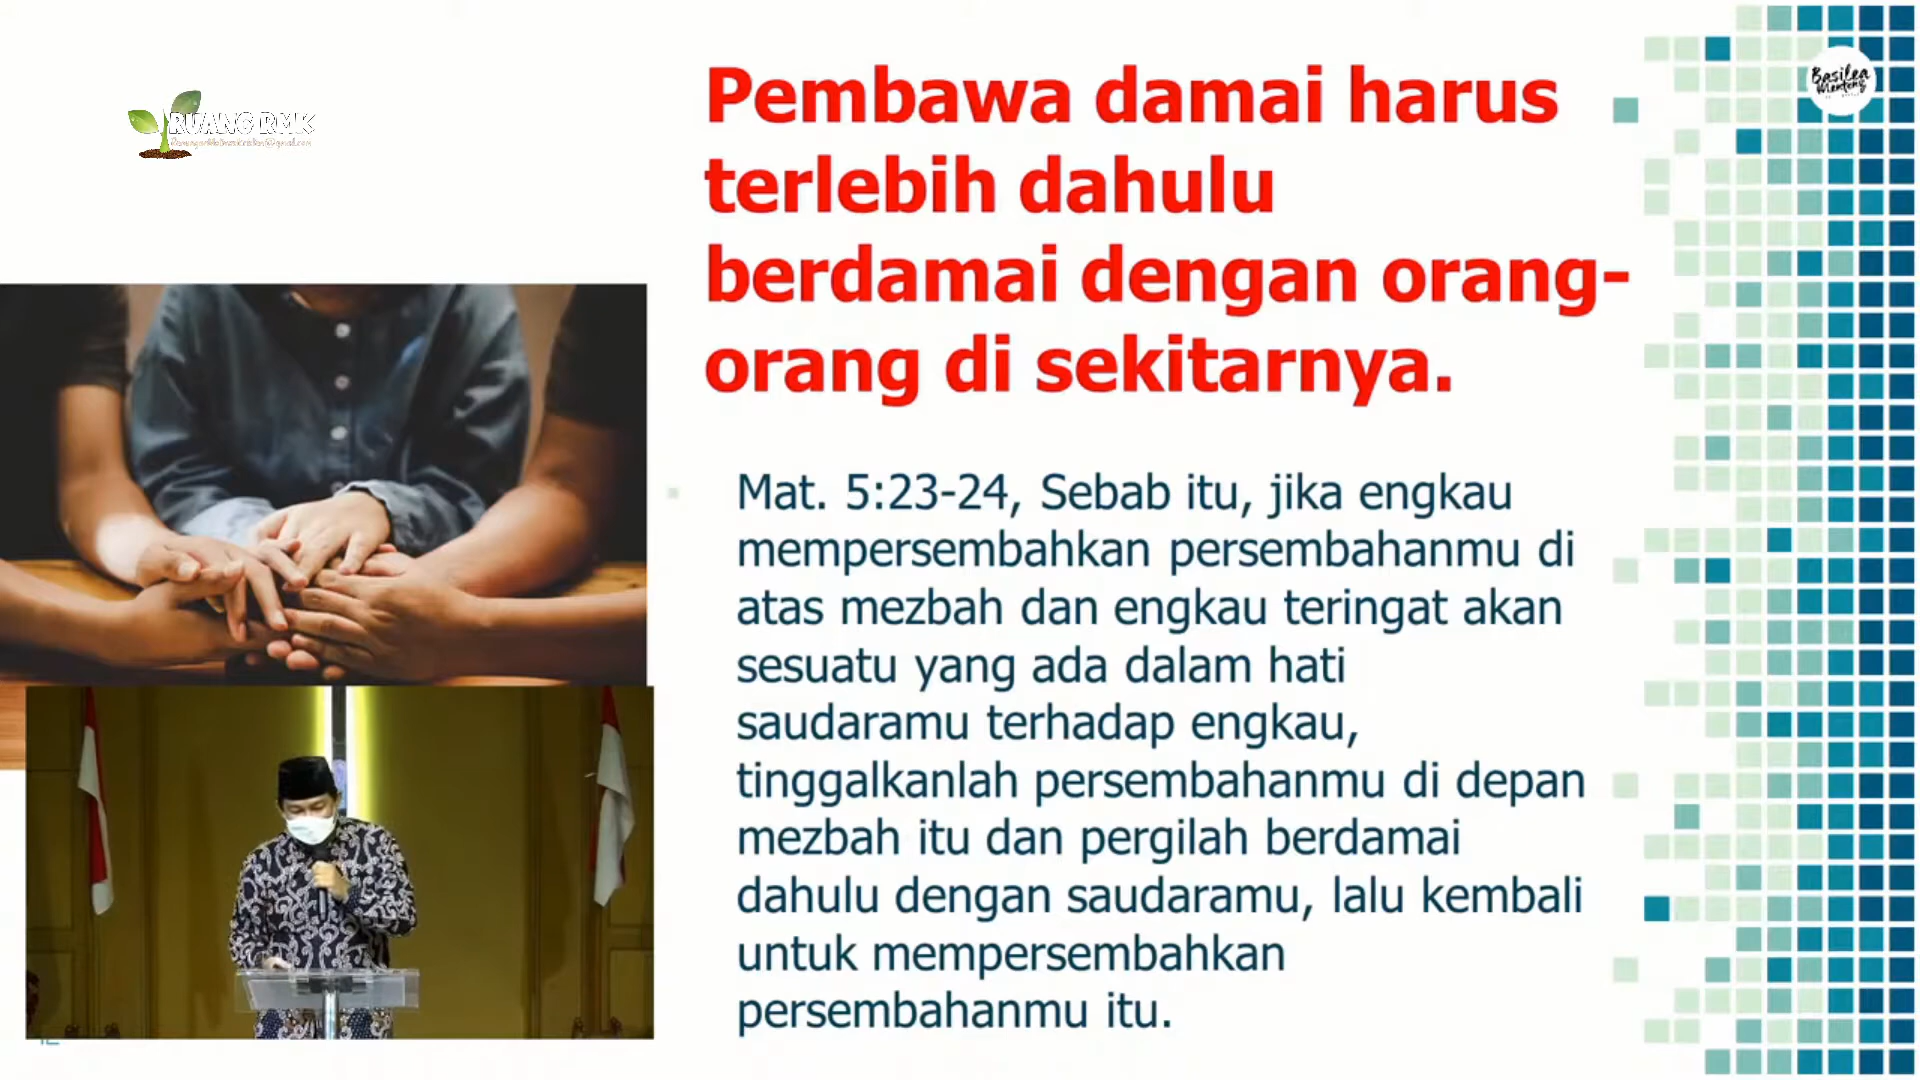 RUANG RMK
Basilea
Menteng
Pembawa damai harus
terlebih dahulu
berdamai dengan orang-
orang di sekitarnya.
Mat. 5:23-24, Sebab itu, jika engkau
mempersembahkan persembahanmu di
atas mezbah dan engkau teringat akan
sesuatu yang ada dalam hati
saudaramu terhadap engkau,
tinggalkanlah persembahanmu di depan
mezbah itu dan pergilah berdamai
dahulu dengan saudaramu, lalu kembali
untuk mempersembahkan
persembahanmu itu.